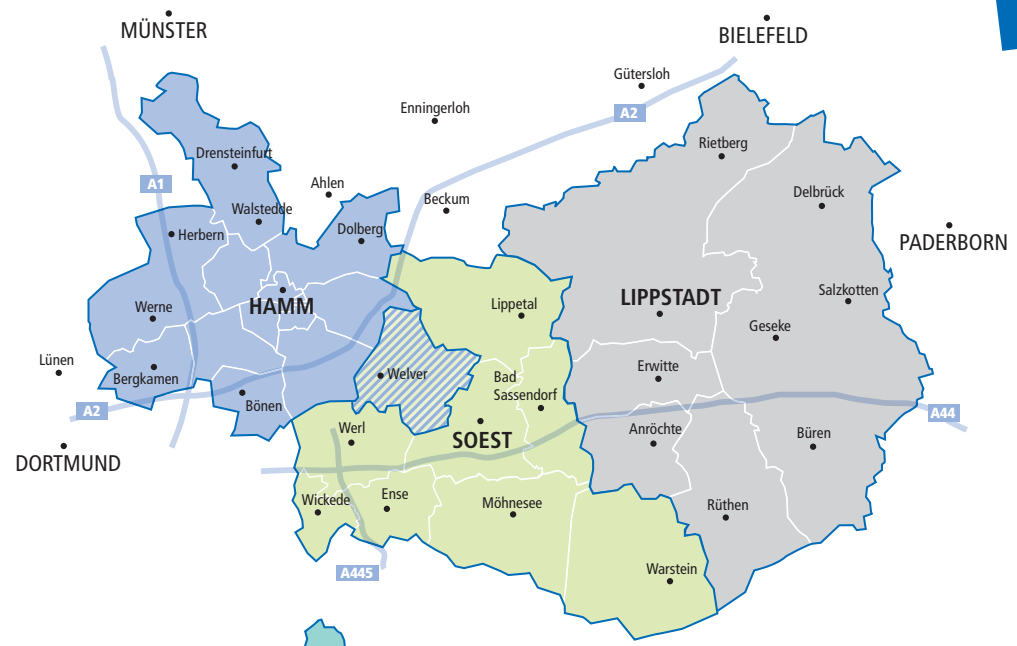 MÜNSTER
BIELEFELD
Gütersloh
Enningerloh
A2
Rietberg
Drensteinfurt
A1
Ahlen
Delbrück
Beckum
Walstedde
Dolberg
Herbern
PADERBORN
Lippetal
LIPPSTADT
Salzkotten
Werne
HAMM
Geseke
Lünen
Bergkamen
Welver
Bad
Sassendorf
Erwitte
A2
Bönen
A44
Werl
SOEST
Anröchte
Büren
DORTMUND
Wickede
Ense
Möhnesee
Rüthen
A445
Warstein